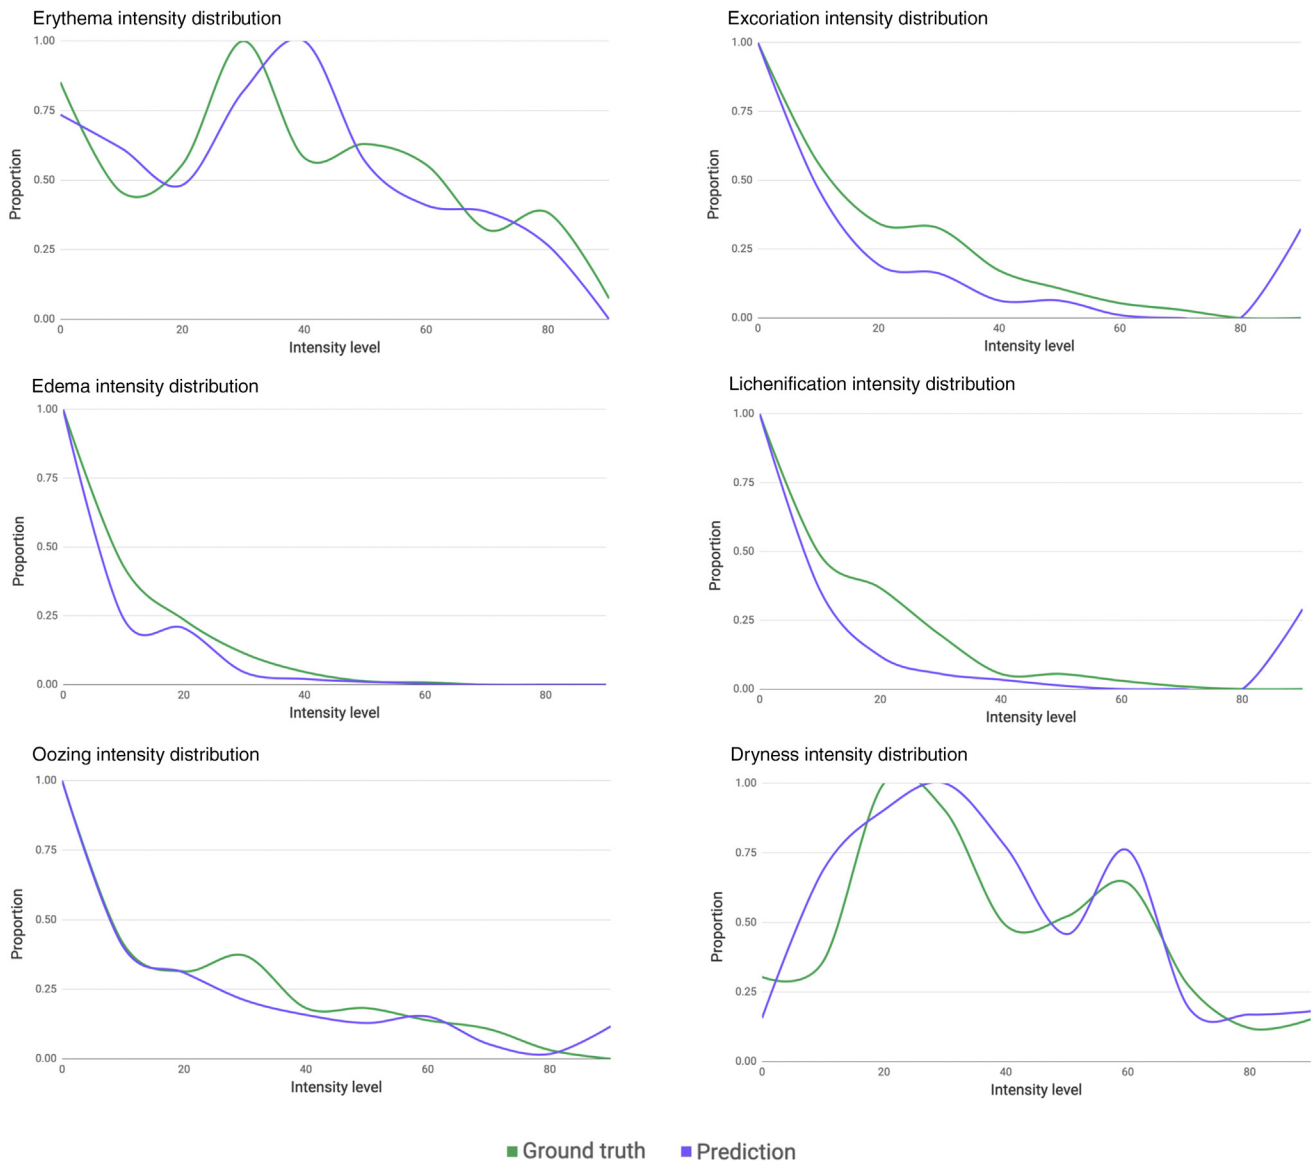 Erythema intensity distribution
1.00
0.75
0.50
0.25
0.00
Proportion
0 20 40 60 80
Intensity level
Excoriation intensity distribution
1.00
0.75
0.50
0.25
0.00
Proportion
0 20 40 60 80
Intensity level
Edema intensity distribution
1.00
0.75
0.50
0.25
0.00
Proportion
0 20 40 60 80
Intensity level
Lichenification intensity distribution
1.00
0.75
0.50
0.25
0.00
Proportion
0 20 40 60 80
Intensity level
Oozing intensity distribution
1.00
0.75
0.50
0.25
0.00
Proportion
0 20 40 60 80
Intensity level
Dryness intensity distribution
1.00
0.75
0.50
0.25
0.00
Proportion
0 20 40 60 80
Intensity level
Ground truth Prediction